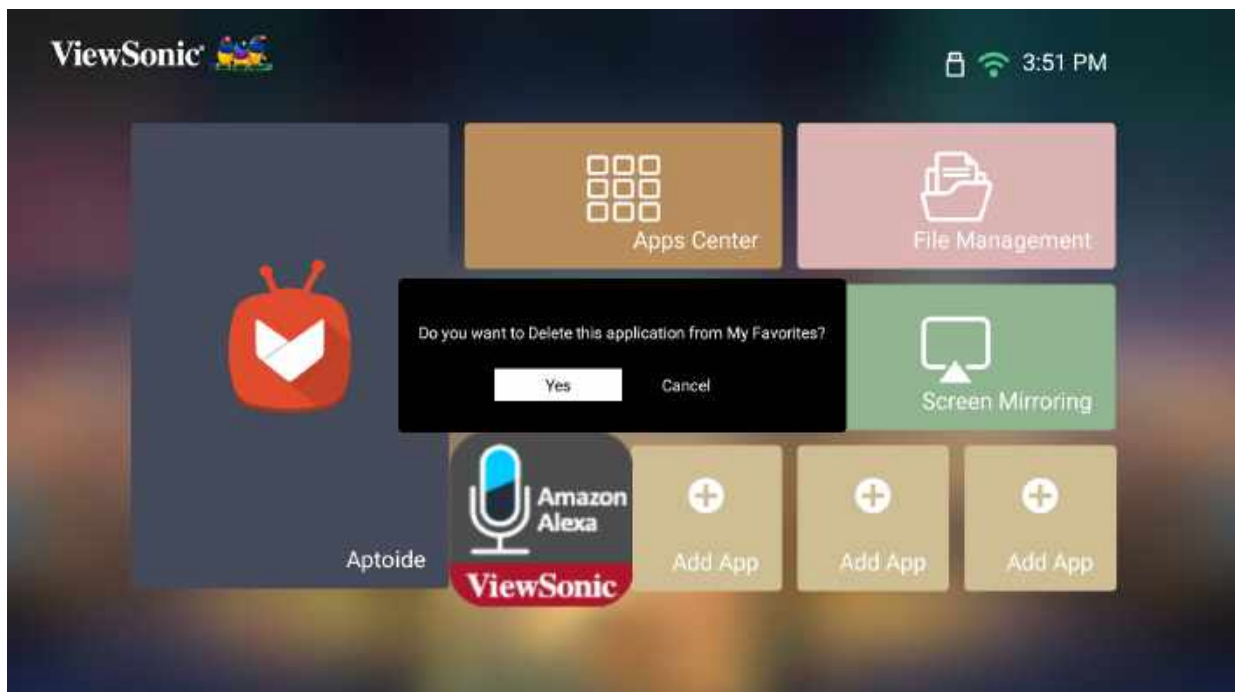 ViewSonic
3:51 PM
Apps Center
File Management
Do you want to Delete this application from My Favorites?
Yes
Cancel
Screen Mirroring
Aptoide
Amazon
Alexa
ViewSonic
Add App
Add App
Add App